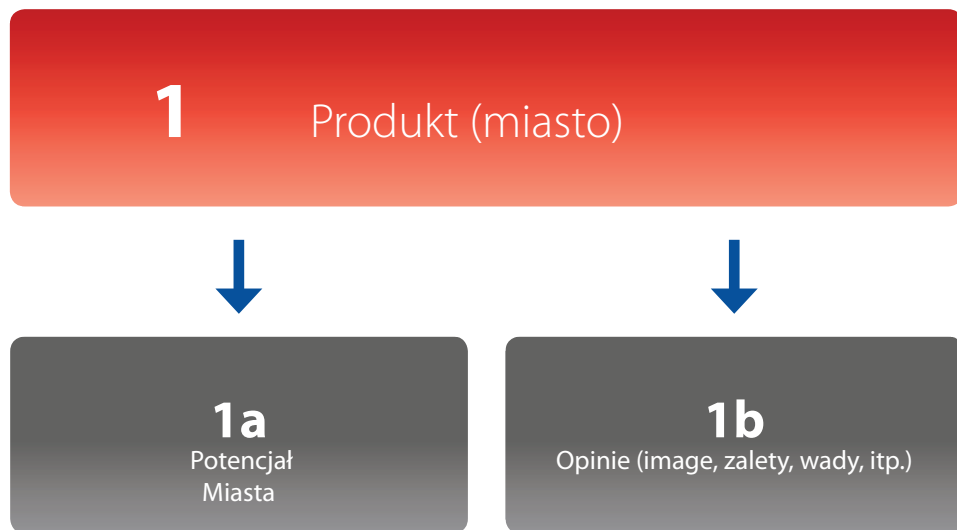 1 Produkt (miasto)
1a
Potencjał
Miasta
1b
Opinie (image, zalety, wady, itp.)